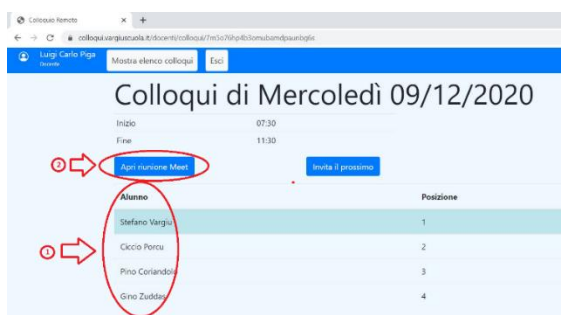 Colloquio Remoto
colloqui.vargiuscuola.it/docenti/colloqui/7m5o76hp4b5omubamdpaunbg6s
Luigi Carlo Piga
Docente
Mostra elenco colloqui Esci
Colloqui di Mercoledì 09/12/2020
Inizio 07:30
Fine 11:30
2 Apri riunione Meet Invita il prossimo
Alunno Posizione
Stefano Vargiu 1
1
Ciccio Porcu 2
Pino Coriandolo 3
Gino Zuddas 4